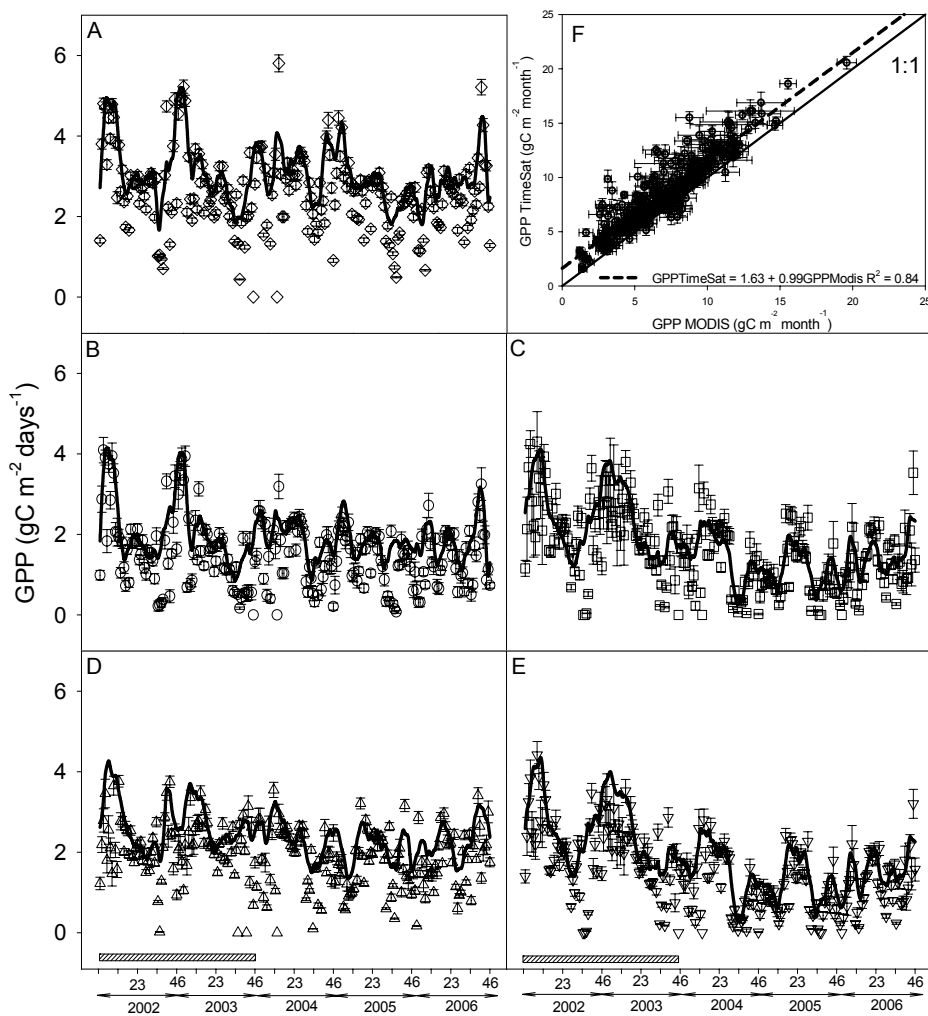 A
6
4
2
0
F
25
20
15
10
5
0
GPP TimeSat (gC m-2 month-1)
1:1
GPPTimeSat = 1.63 + 0.99GPPModis R2 = 0.84
0 5 10 15 20 25
GPP MODIS (gC m-2 month-1)
B
6
4
2
0
C
GPP (gC m-2 days-1)
D
6
4
2
0
E
23 46 23 46 23 46 23 46 23 46
2002 2003 2004 2005 2006
23 46 23 46 23 46 23 46 23 46
2002 2003 2004 2005 2006